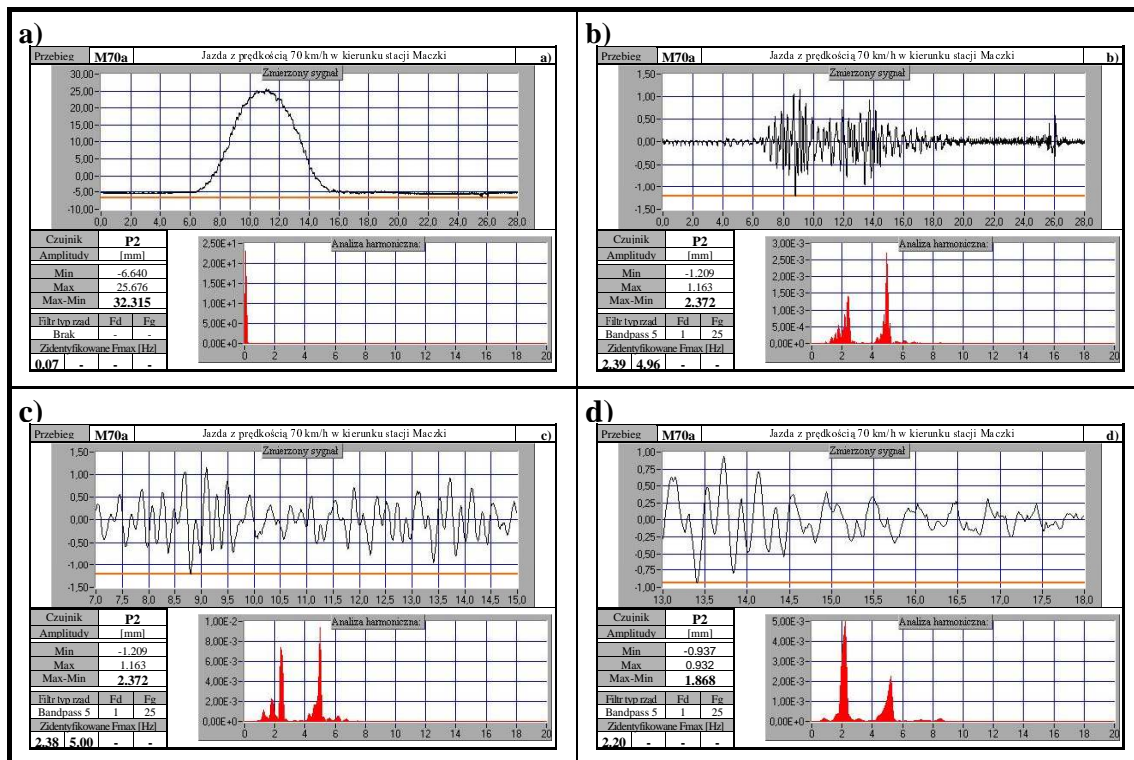 a)
Przebieg M70a Jazda z prędkością 70 km/h w kierunku stacji Maczki a)
Zmierzony sygnał
30,00
25,00
20,00
15,00
10,00
5,00
0,00
-5,00
-10,00
0,0 2,0 4,0 6,0 8,0 10,0 12,0 14,0 16,0 18,0 20,0 22,0 24,0 26,0 28,0
Czujnik P2
Amplitudy [mm]
Min -6.640
Max 25.676
Max-Min 32.315
Filtr typ rząd Fd Fg
Brak - -
Zidentyfikowane Fmax [Hz]
0.07 - - -
Analiza harmoniczna:
2,50E+1
2,00E+1
1,50E+1
1,00E+1
5,00E+0
0,00E+0
0 2 4 6 8 10 12 14 16 18 20
b)
Przebieg M70a Jazda z prędkością 70 km/h w kierunku stacji Maczki b)
Zmierzony sygnał
1,50
1,00
0,50
0,00
-0,50
-1,00
-1,50
0,0 2,0 4,0 6,0 8,0 10,0 12,0 14,0 16,0 18,0 20,0 22,0 24,0 26,0 28,0
Czujnik P2
Amplitudy [mm]
Min -1.209
Max 1.163
Max-Min 2.372
Filtr typ rząd Fd Fg
Bandpass 5 1 25
Zidentyfikowane Fmax [Hz]
2.39 4.96 - -
Analiza harmoniczna:
3,00E-3
2,50E-3
2,00E-3
1,50E-3
1,00E-3
5,00E-4
0,00E+0
0 2 4 6 8 10 12 14 16 18 20
c)
Przebieg M70a Jazda z prędkością 70 km/h w kierunku stacji Maczki c)
Zmierzony sygnał
1,50
1,00
0,50
0,00
-0,50
-1,00
-1,50
7,0 7,5 8,0 8,5 9,0 9,5 10,0 10,5 11,0 11,5 12,0 12,5 13,0 13,5 14,0 14,5 15,0
Czujnik P2
Amplitudy [mm]
Min -1.209
Max 1.163
Max-Min 2.372
Filtr typ rząd Fd Fg
Bandpass 5 1 25
Zidentyfikowane Fmax [Hz]
2.38 5.00 - -
Analiza harmoniczna:
1,00E-2
8,00E-3
6,00E-3
4,00E-3
2,00E-3
0,00E+0
0 2 4 6 8 10 12 14 16 18 20
d)
Przebieg M70a Jazda z prędkością 70 km/h w kierunku stacji Maczki d)
Zmierzony sygnał
1,00
0,75
0,50
0,25
0,00
-0,25
-0,50
-0,75
-1,00
13,0 13,5 14,0 14,5 15,0 15,5 16,0 16,5 17,0 17,5 18,0
Czujnik P2
Amplitudy [mm]
Min -0.937
Max 0.932
Max-Min 1.868
Filtr typ rząd Fd Fg
Bandpass 5 1 25
Zidentyfikowane Fmax [Hz]
2.20 - - -
Analiza harmoniczna:
5,00E-3
4,00E-3
3,00E-3
2,00E-3
1,00E-3
0,00E+0
0 2 4 6 8 10 12 14 16 18 20